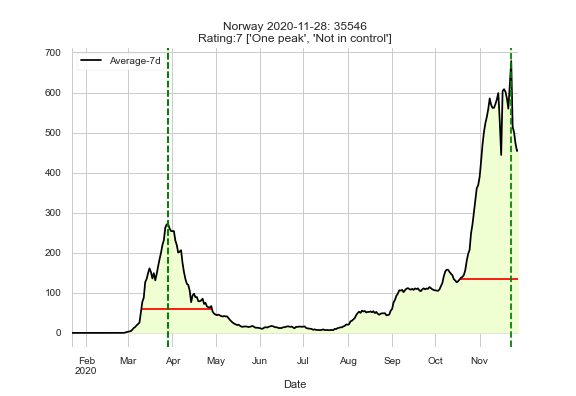 Norway 2020-11-28: 35546
Rating:7 ['One peak', 'Not in control']
700
Average-7d
600
500
400
300
200
100
0
Feb Mar Apr May Jun Jul Aug Sep Oct Nov
2020
Date